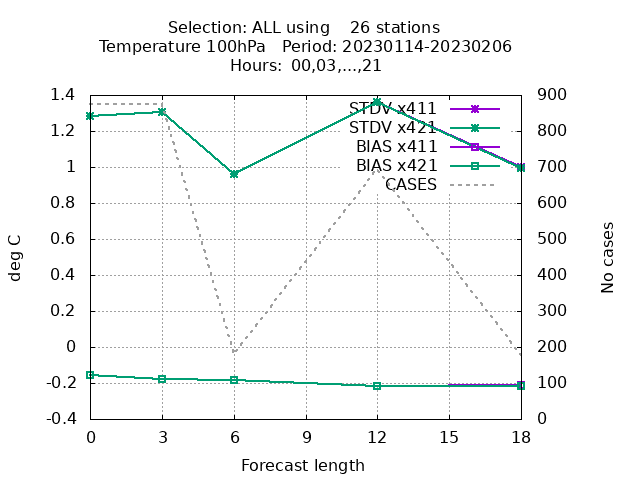 Selection: ALL using    26 stations
Temperature 100hPa   Period: 20230114-20230206
Hours:  00,03,...,21
1.4
1.2
1
0.8
0.6
0.4
0.2
0
-0.2
-0.4
deg C
STDV x411
STDV x421
BIAS x411
BIAS x421
CASES
900
800
700
600
500
400
300
200
100
0
No cases
0 3 6 9 12 15 18
Forecast length